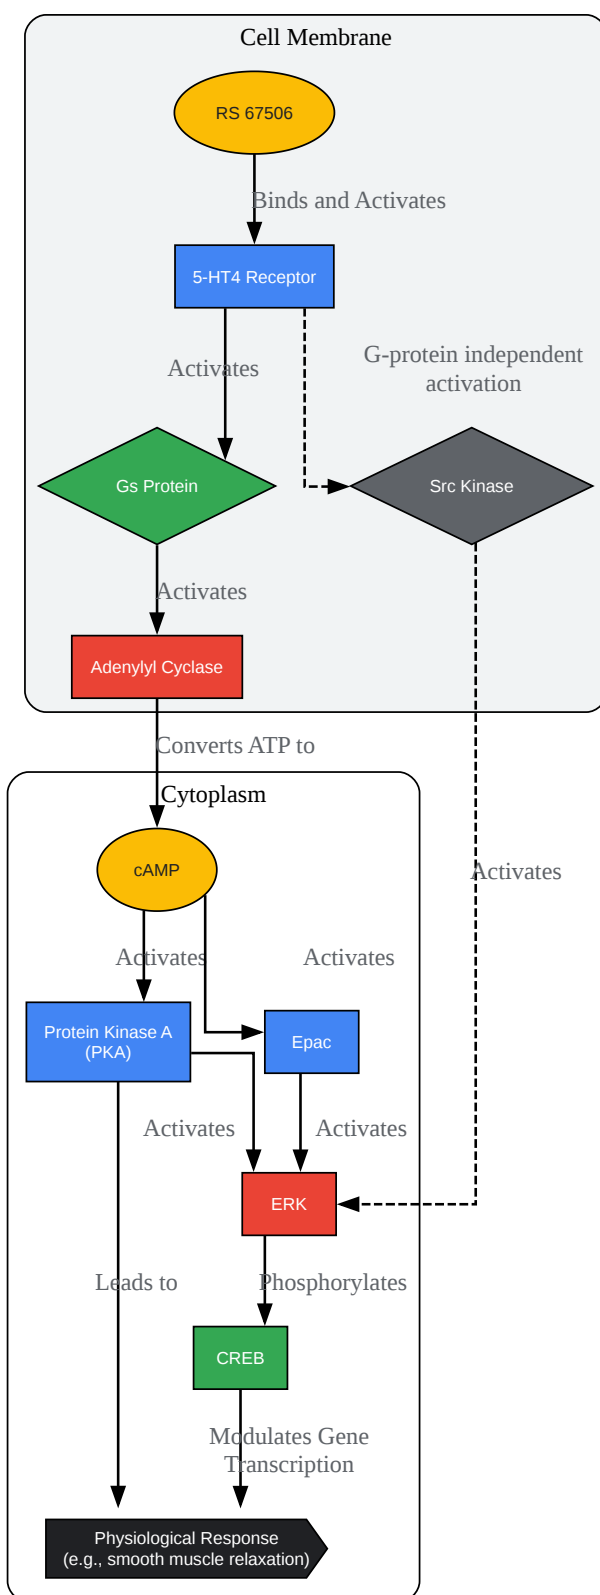 Cell Membrane
RS 67506
Binds and Activates
5-HT4 Receptor
G-protein independent
activation
Activates
Gs Protein
Src Kinase
Activates
Adenylyl Cyclase
Converts ATP to
Cytoplasm
cAMP
Activates
Activates
Activates
Protein Kinase A
(PKA)
Epac
Activates
Activates
ERK
Leads to
Phosphorylates
CREB
Modulates Gene
Transcription
Physiological Response
(e.g., smooth muscle relaxation)